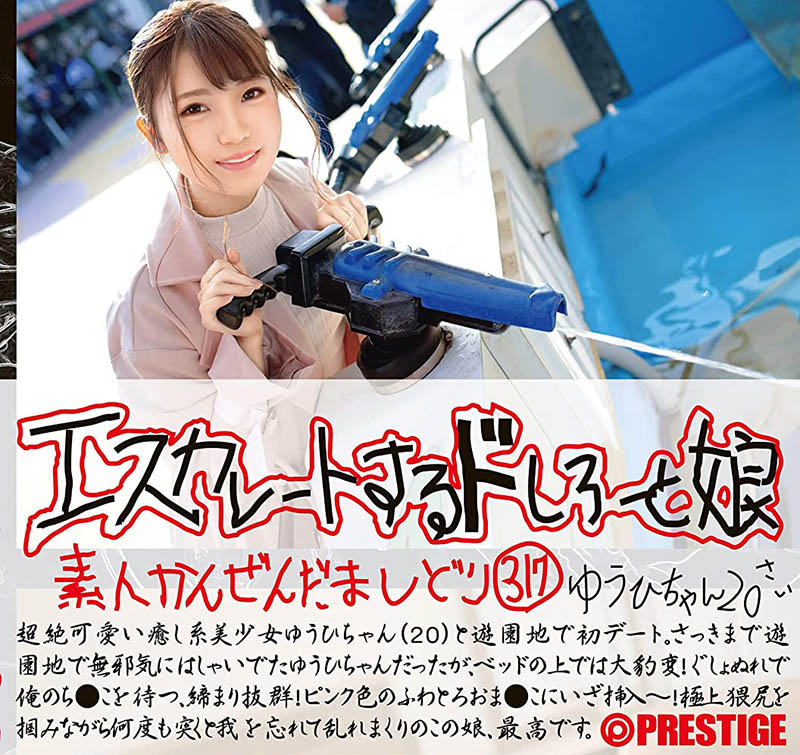 エスカレートするドしろーと娘
素人かんぜんだましどり 317 ゆうひちゃん20さい
超絶可愛い癒し系美少女ゆうひちゃん(20)と遊園地で初デート。さっきまで遊
園地で無邪気にはしゃいでたゆうひちゃんだったが、ベッドの上では大豹変!ぐしょぬれで
俺のち●こを待つ、締まり抜群!ピンク色のふわとろおま●こにいざ挿入〜!極上猥尻を
掴みながら何度も突くと我を忘れて乱れまくりのこの娘、最高です。 PRESTIGE